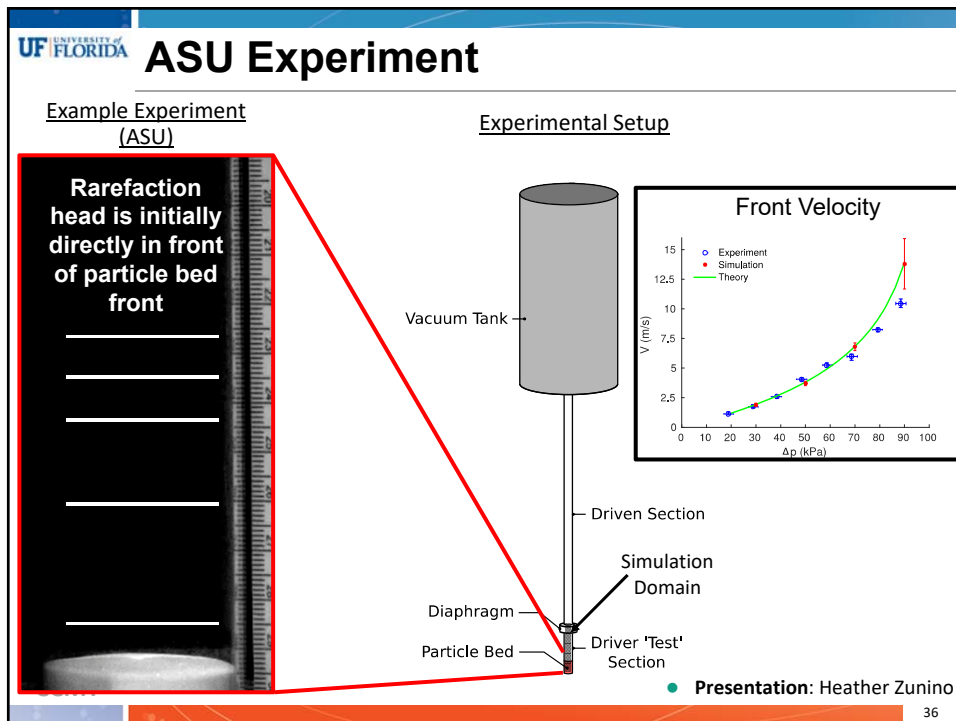 UF UNIVERSITY of FLORIDA
ASU Experiment
Example Experiment
(ASU)
Rarefaction
head is initially
directly in front
of particle bed
front
Experimental Setup
Vacuum Tank
Driven Section
Simulation
Domain
Diaphragm
Driver 'Test'
Section
Particle Bed
Front Velocity
Experiment
Simulation
Theory
V (m/s)
15
12.5
10
7.5
5
2.5
0
0 10 20 30 40 50 60 70 80 90 100
Δp (kPa)
● Presentation: Heather Zunino
36